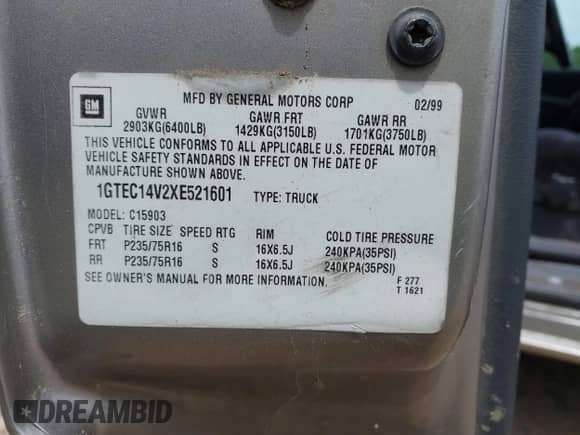 MFD BY GENERAL MOTORS CORP 02/99
GM
GVWR GAWR FRT GAWR RR
2903KG(6400LB) 1429KG(3150LB) 1701KG(3750LB)
THIS VEHICLE CONFORMS TO ALL APPLICABLE U.S. FEDERAL MOTOR
VEHICLE SAFETY STANDARDS IN EFFECT ON THE DATE OF
MANUFACTURE SHOWN ABOVE.
1GTEC14V2XE521601 TYPE: TRUCK
MODEL: C15903
CPVB TIRE SIZE SPEED RTG RIM COLD TIRE PRESSURE
FRT P235/75R16 S 16X6.5J 240KPA(35PSI)
RR P235/75R16 S 16X6.5J 240KPA(35PSI)
SEE OWNER'S MANUAL FOR MORE INFORMATION.
F 277
T 1621
DREAMBID